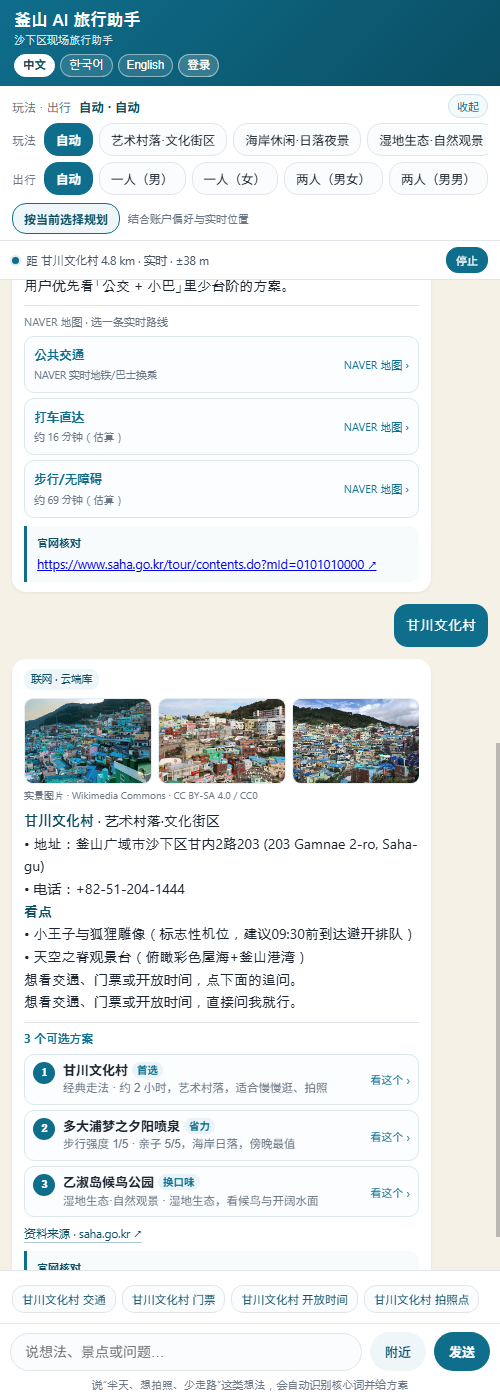 釜山 AI 旅行助手
沙下区现场旅行助手
中文 한국어 English 登录
玩法 · 出行 自动 · 自动 收起
玩法 自动 艺术村落·文化街区 海岸休闲·日落夜景 湿地生态·自然观景
出行 自动 一人（男） 一人（女） 两人（男女） 两人（男男）
按当前选择规划 结合账户偏好与实时位置
距 甘川文化村 4.8 km · 实时 · ±38 m 停止
用户优先看「公交 + 小巴」里少台阶的方案。
NAVER 地图 · 选一条实时路线
公共交通
NAVER 实时地铁/巴士换乘
NAVER 地图 ›
打车直达
约 16 分钟（估算）
NAVER 地图 ›
步行/无障碍
约 69 分钟（估算）
NAVER 地图 ›
官网核对
https://www.saha.go.kr/tour/contents.do?mId=0101010000 ↗
甘川文化村
联网 · 云端库
实景图片 · Wikimedia Commons · CC BY-SA 4.0 / CC0
甘川文化村 · 艺术村落·文化街区
• 地址：釜山广域市沙下区甘内2路203 (203 Gamnae 2-ro, Saha-
gu)
• 电话：+82-51-204-1444
看点
• 小王子与狐狸雕像（标志性机位，建议09:30前到达避开排队）
• 天空之脊观景台（俯瞰彩色屋海+釜山港湾）
想看交通、门票或开放时间，点下面的追问。
想看交通、门票或开放时间，直接问我就行。
3 个可选方案
1 甘川文化村 首选
经典走法 · 约 2 小时，艺术村落，适合慢慢逛、拍照
看这个 ›
2 多大浦梦之夕阳喷泉 省力
步行强度 1/5 · 亲子 5/5，海岸日落，傍晚最值
看这个 ›
3 乙淑岛候鸟公园 换口味
湿地生态·自然观景 · 湿地生态，看候鸟与开阔水面
看这个 ›
资料来源 · saha.go.kr ↗
官网核对
甘川文化村 交通 甘川文化村 门票 甘川文化村 开放时间 甘川文化村 拍照点
说想法、景点或问题... 附近 发送
说“半天、想拍照、少走路”这类想法，会自动识别核心词并给方案